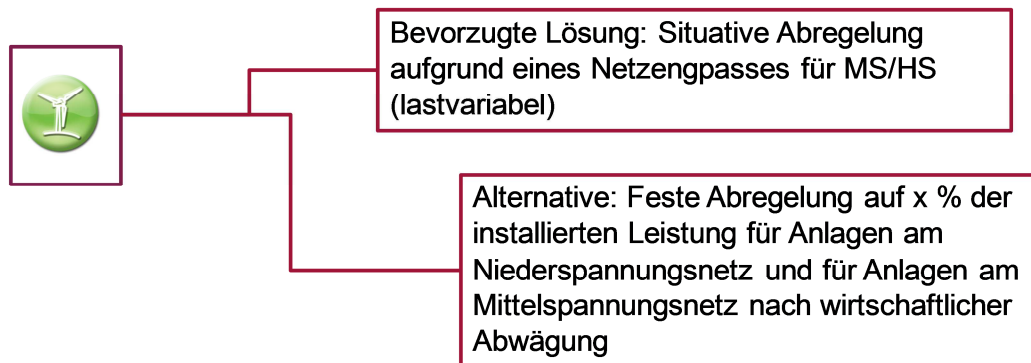 Bevorzugte Lösung: Situative Abregelung
aufgrund eines Netzengpasses für MS/HS
(lastvariabel)
Alternative: Feste Abregelung auf x % der
installierten Leistung für Anlagen am
Niederspannungsnetz und für Anlagen am
Mittelspannungsnetz nach wirtschaftlicher
Abwägung